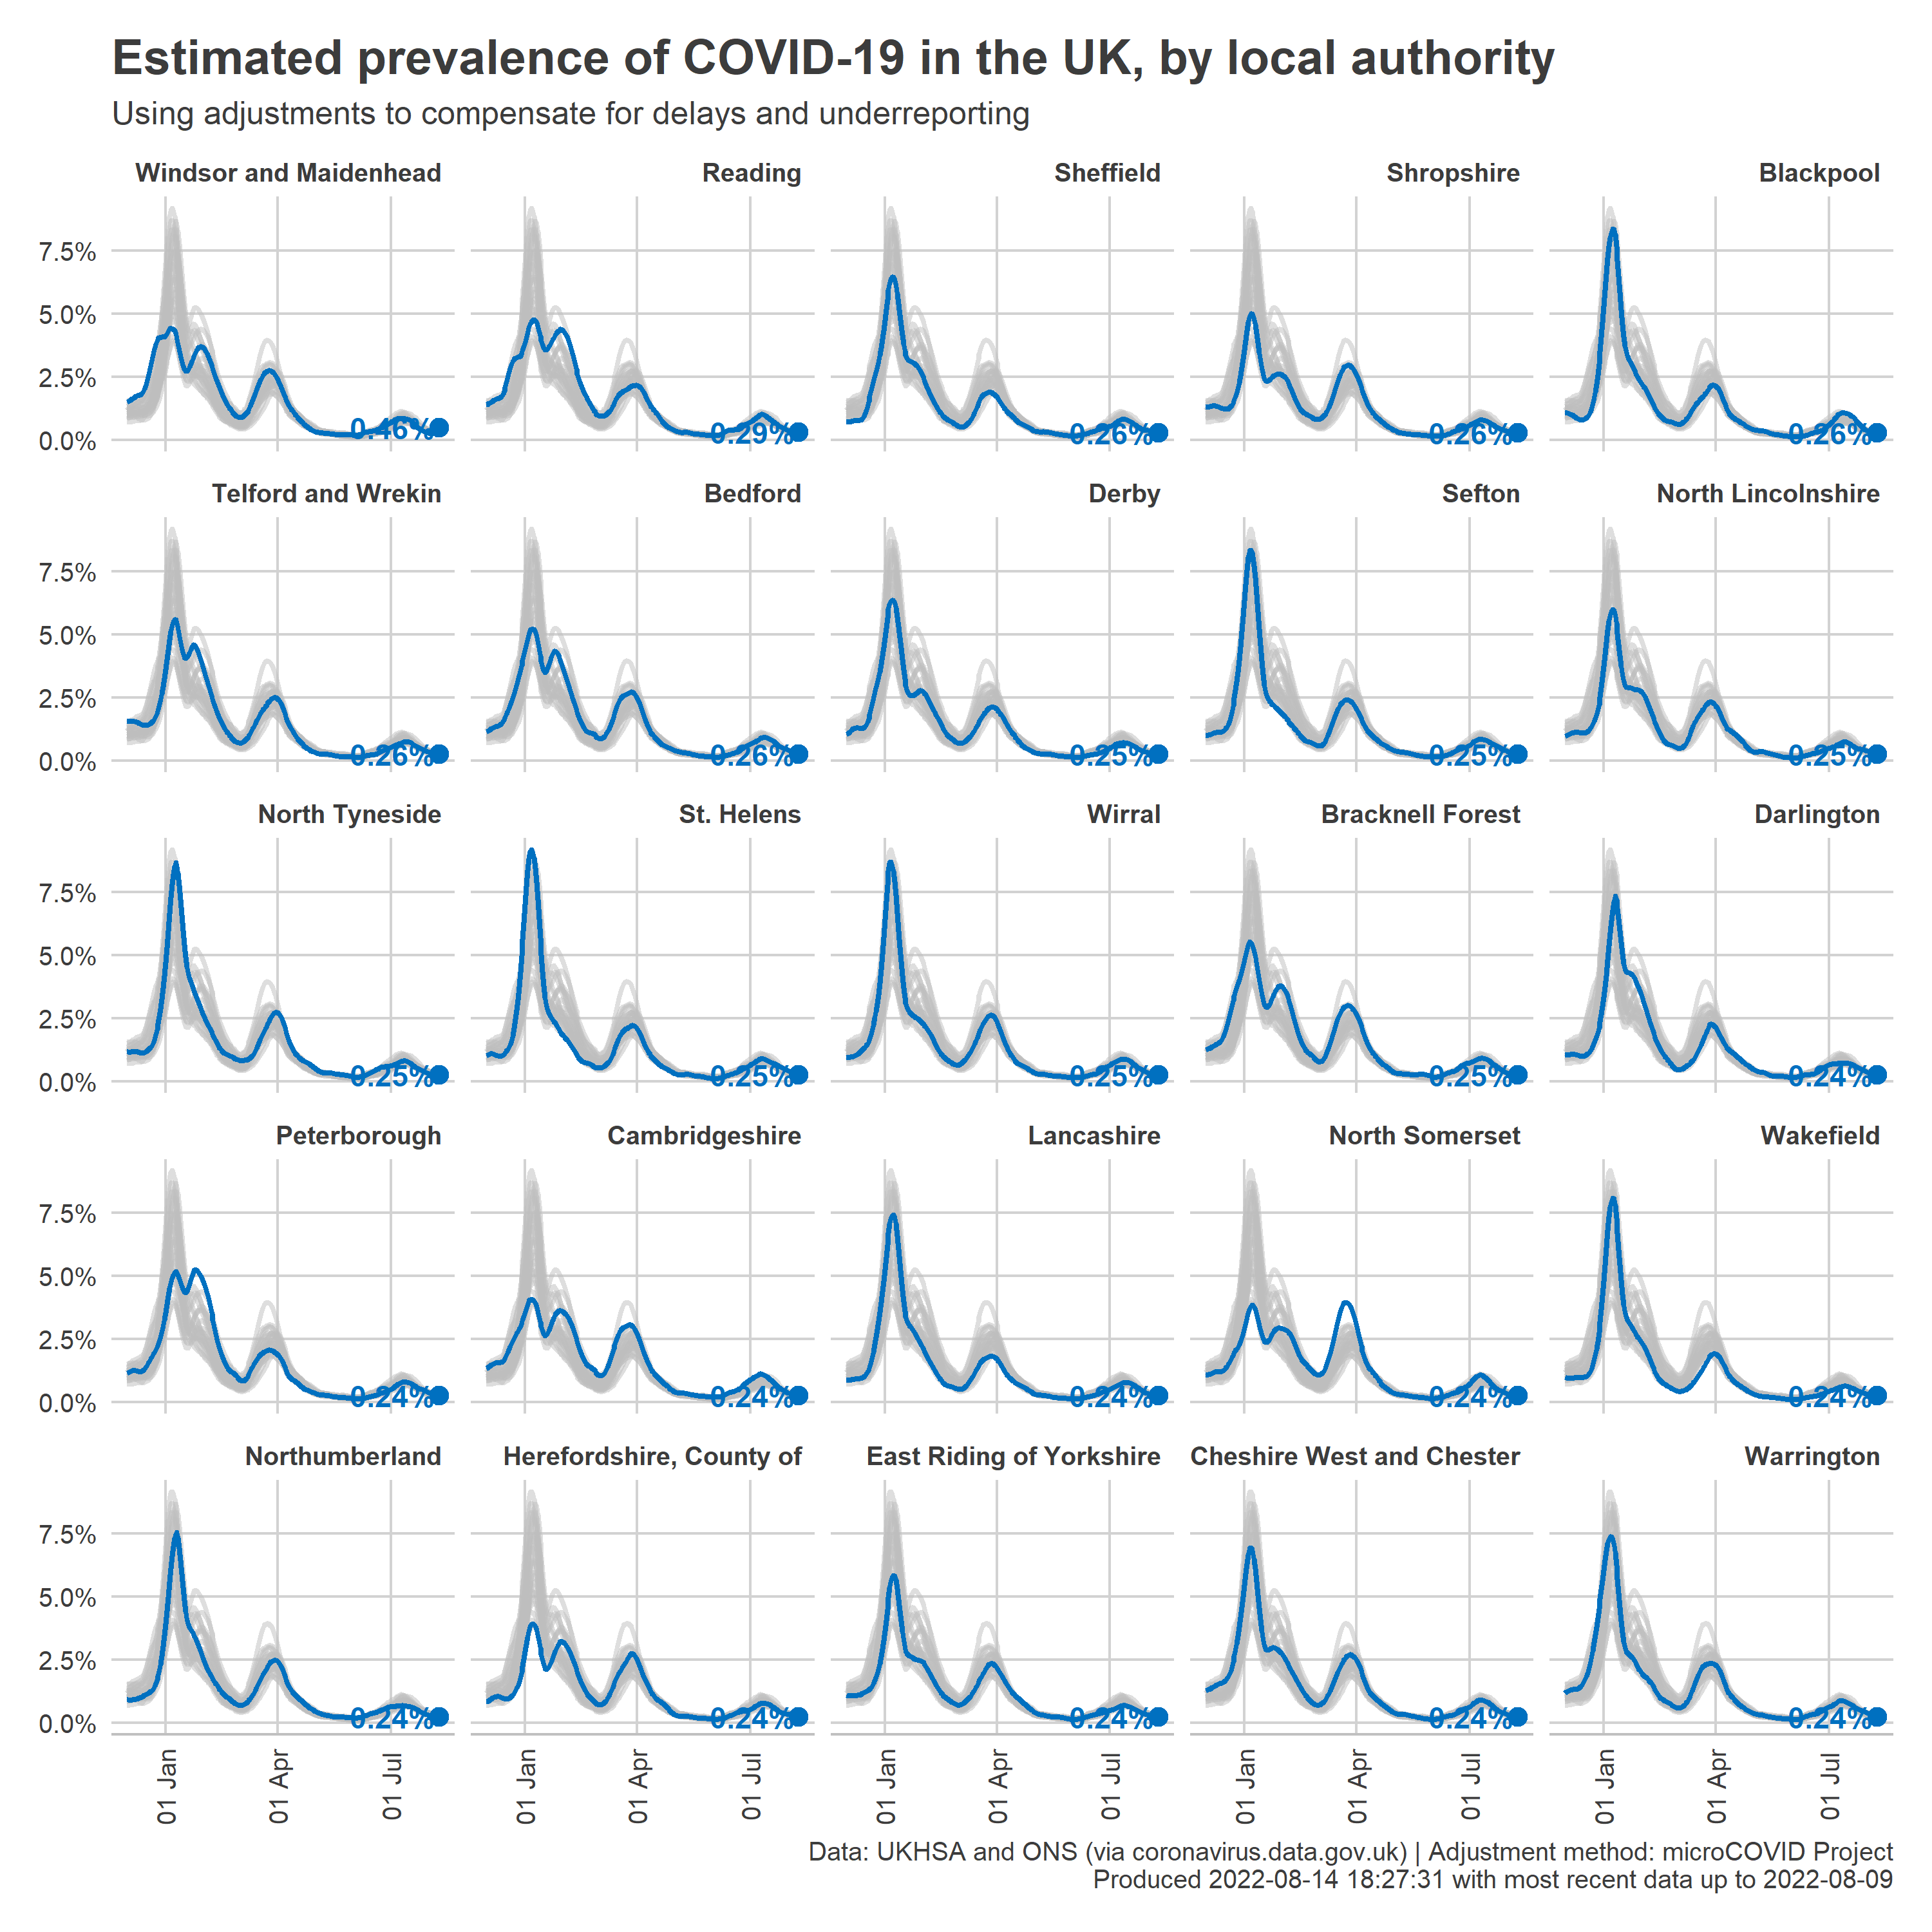 Estimated prevalence of COVID-19 in the UK, by local authority
Using adjustments to compensate for delays and underreporting
Windsor and Maidenhead
Reading
Sheffield
Shropshire
Blackpool
7.5%
5.0%
2.5%
0.0%
0.46%
0.29%
0.26%
0.26%
0.26%
Telford and Wrekin
Bedford
Derby
Sefton
North Lincolnshire
7.5%
5.0%
2.5%
0.0%
0.26%
0.26%
0.25%
0.25%
0.25%
North Tyneside
St. Helens
Wirral
Bracknell Forest
Darlington
7.5%
5.0%
2.5%
0.0%
0.25%
0.25%
0.25%
0.25%
0.24%
Peterborough
Cambridgeshire
Lancashire
North Somerset
Wakefield
7.5%
5.0%
2.5%
0.0%
0.24%
0.24%
0.24%
0.24%
0.24%
Northumberland
Herefordshire, County of
East Riding of Yorkshire
Cheshire West and Chester
Warrington
7.5%
5.0%
2.5%
0.0%
0.24%
0.24%
0.24%
0.24%
0.24%
01 Jan
01 Apr
01 Jul
01 Jan
01 Apr
01 Jul
01 Jan
01 Apr
01 Jul
01 Jan
01 Apr
01 Jul
01 Jan
01 Apr
01 Jul
Data: UKHSA and ONS (via coronavirus.data.gov.uk) | Adjustment method: microCOVID Project
Produced 2022-08-14 18:27:31 with most recent data up to 2022-08-09